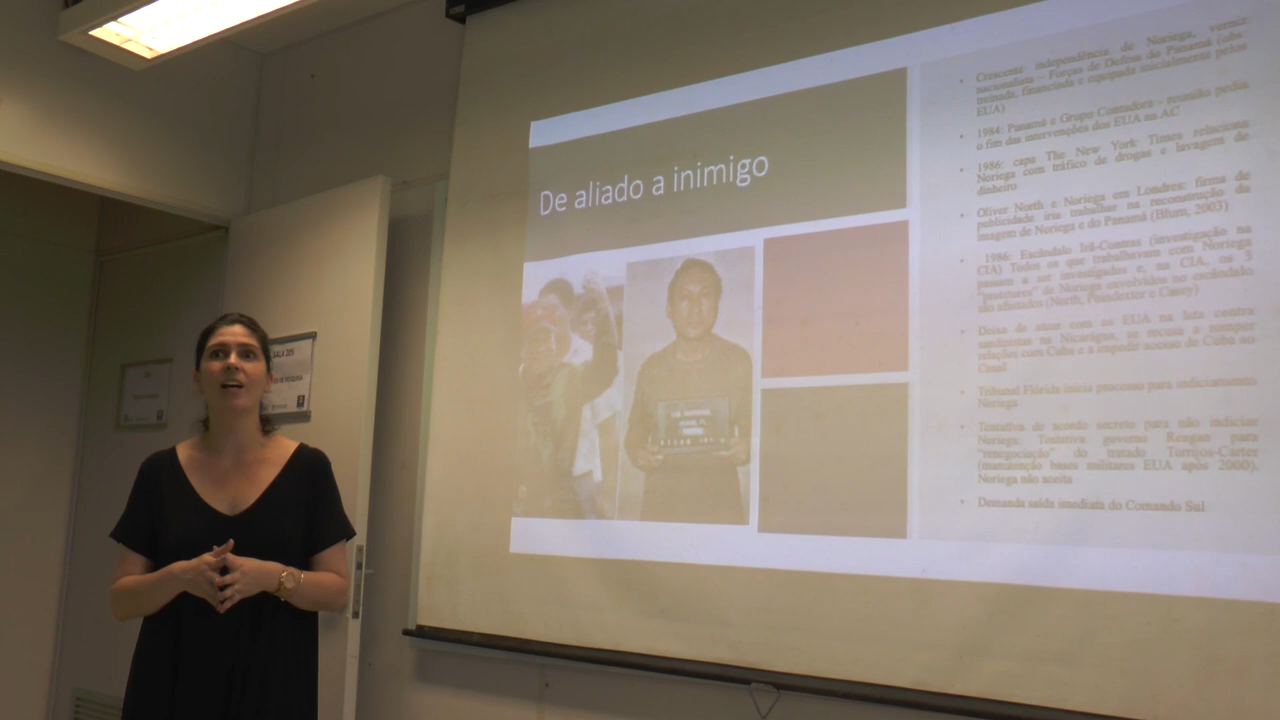 De aliado a inimigo
Crescente independência de Noriega, verniz
nacionalista – Forças de Defesa do Panamá (obs:
treinada, financiada e equipada inicialmente pelos
EUA)
1984: Panamá e Grupo Contadora - reunião pedia
o fim das intervenções dos EUA na AC
1986: capa The New York Times relaciona
Noriega com tráfico de drogas e lavagem de
dinheiro
Oliver North e Noriega em Londres: firma de
publicidade iria trabalhar na reconstrução da
imagem de Noriega e do Panamá (Blum, 2003)
1986: Escândalo Irã-Contras (investigação na
CIA) Todos os que trabalhavam com Noriega
passam a ser investigados e, na CIA, os 3
"protetores" de Noriega envolvidos no escândalo
são afastados (North, Poindexter e Casey)
Deixa de atuar com os EUA na luta contra
sandinistas na Nicarágua, se recusa a romper
relações com Cuba e a impedir acesso de Cuba ao
Canal
Tribunal Flórida inicia processo para indiciamento
Noriega
Tentativa de acordo secreto para não indiciar
Noriega: Tentativa governo Reagan para
"renegociação" do tratado Torrijos-Carter
(manutenção bases militares EUA após 2000).
Noriega não aceita
Demanda saída imediata do Comando Sul
SALA 205
DE PESQUISA